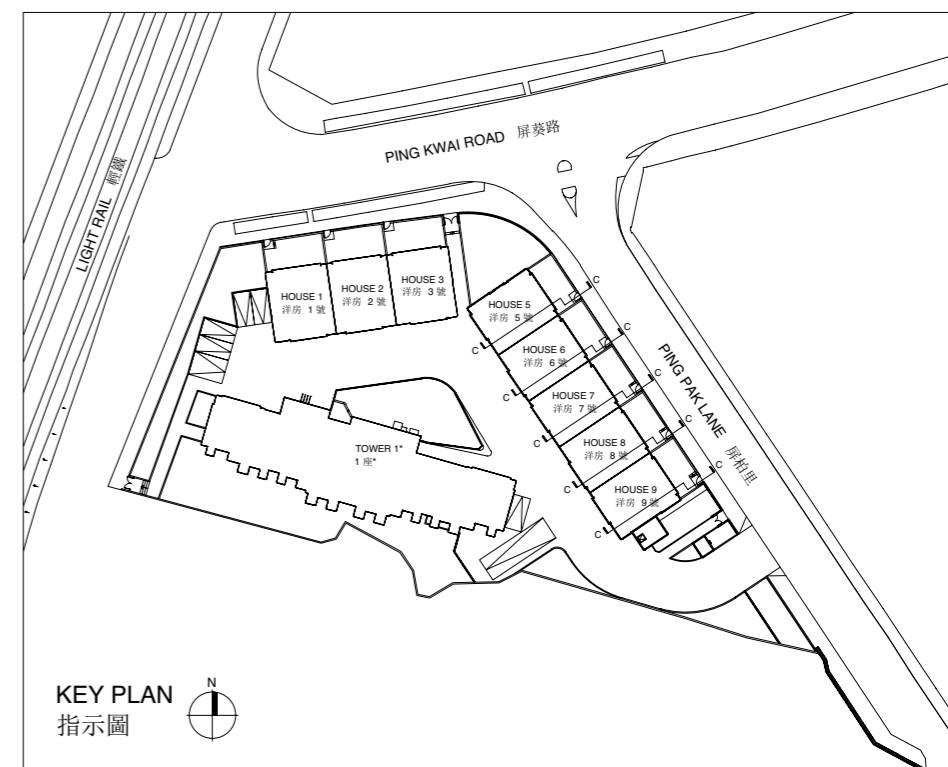 PING KWAI ROAD 屏葵路
LIGHT RAIL 輕鐵
HOUSE 1
洋房 1 號
HOUSE 2
洋房 2 號
HOUSE 3
洋房 3 號
HOUSE 5
洋房 5 號
C
C
HOUSE 6
洋房 6 號
C
C
HOUSE 7
洋房 7 號
C
C
HOUSE 8
洋房 8 號
C
C
HOUSE 9
洋房 9 號
C
C
PING PAK LANE 屏柏里
TOWER 1*
1 座*
KEY PLAN
指示圖
N